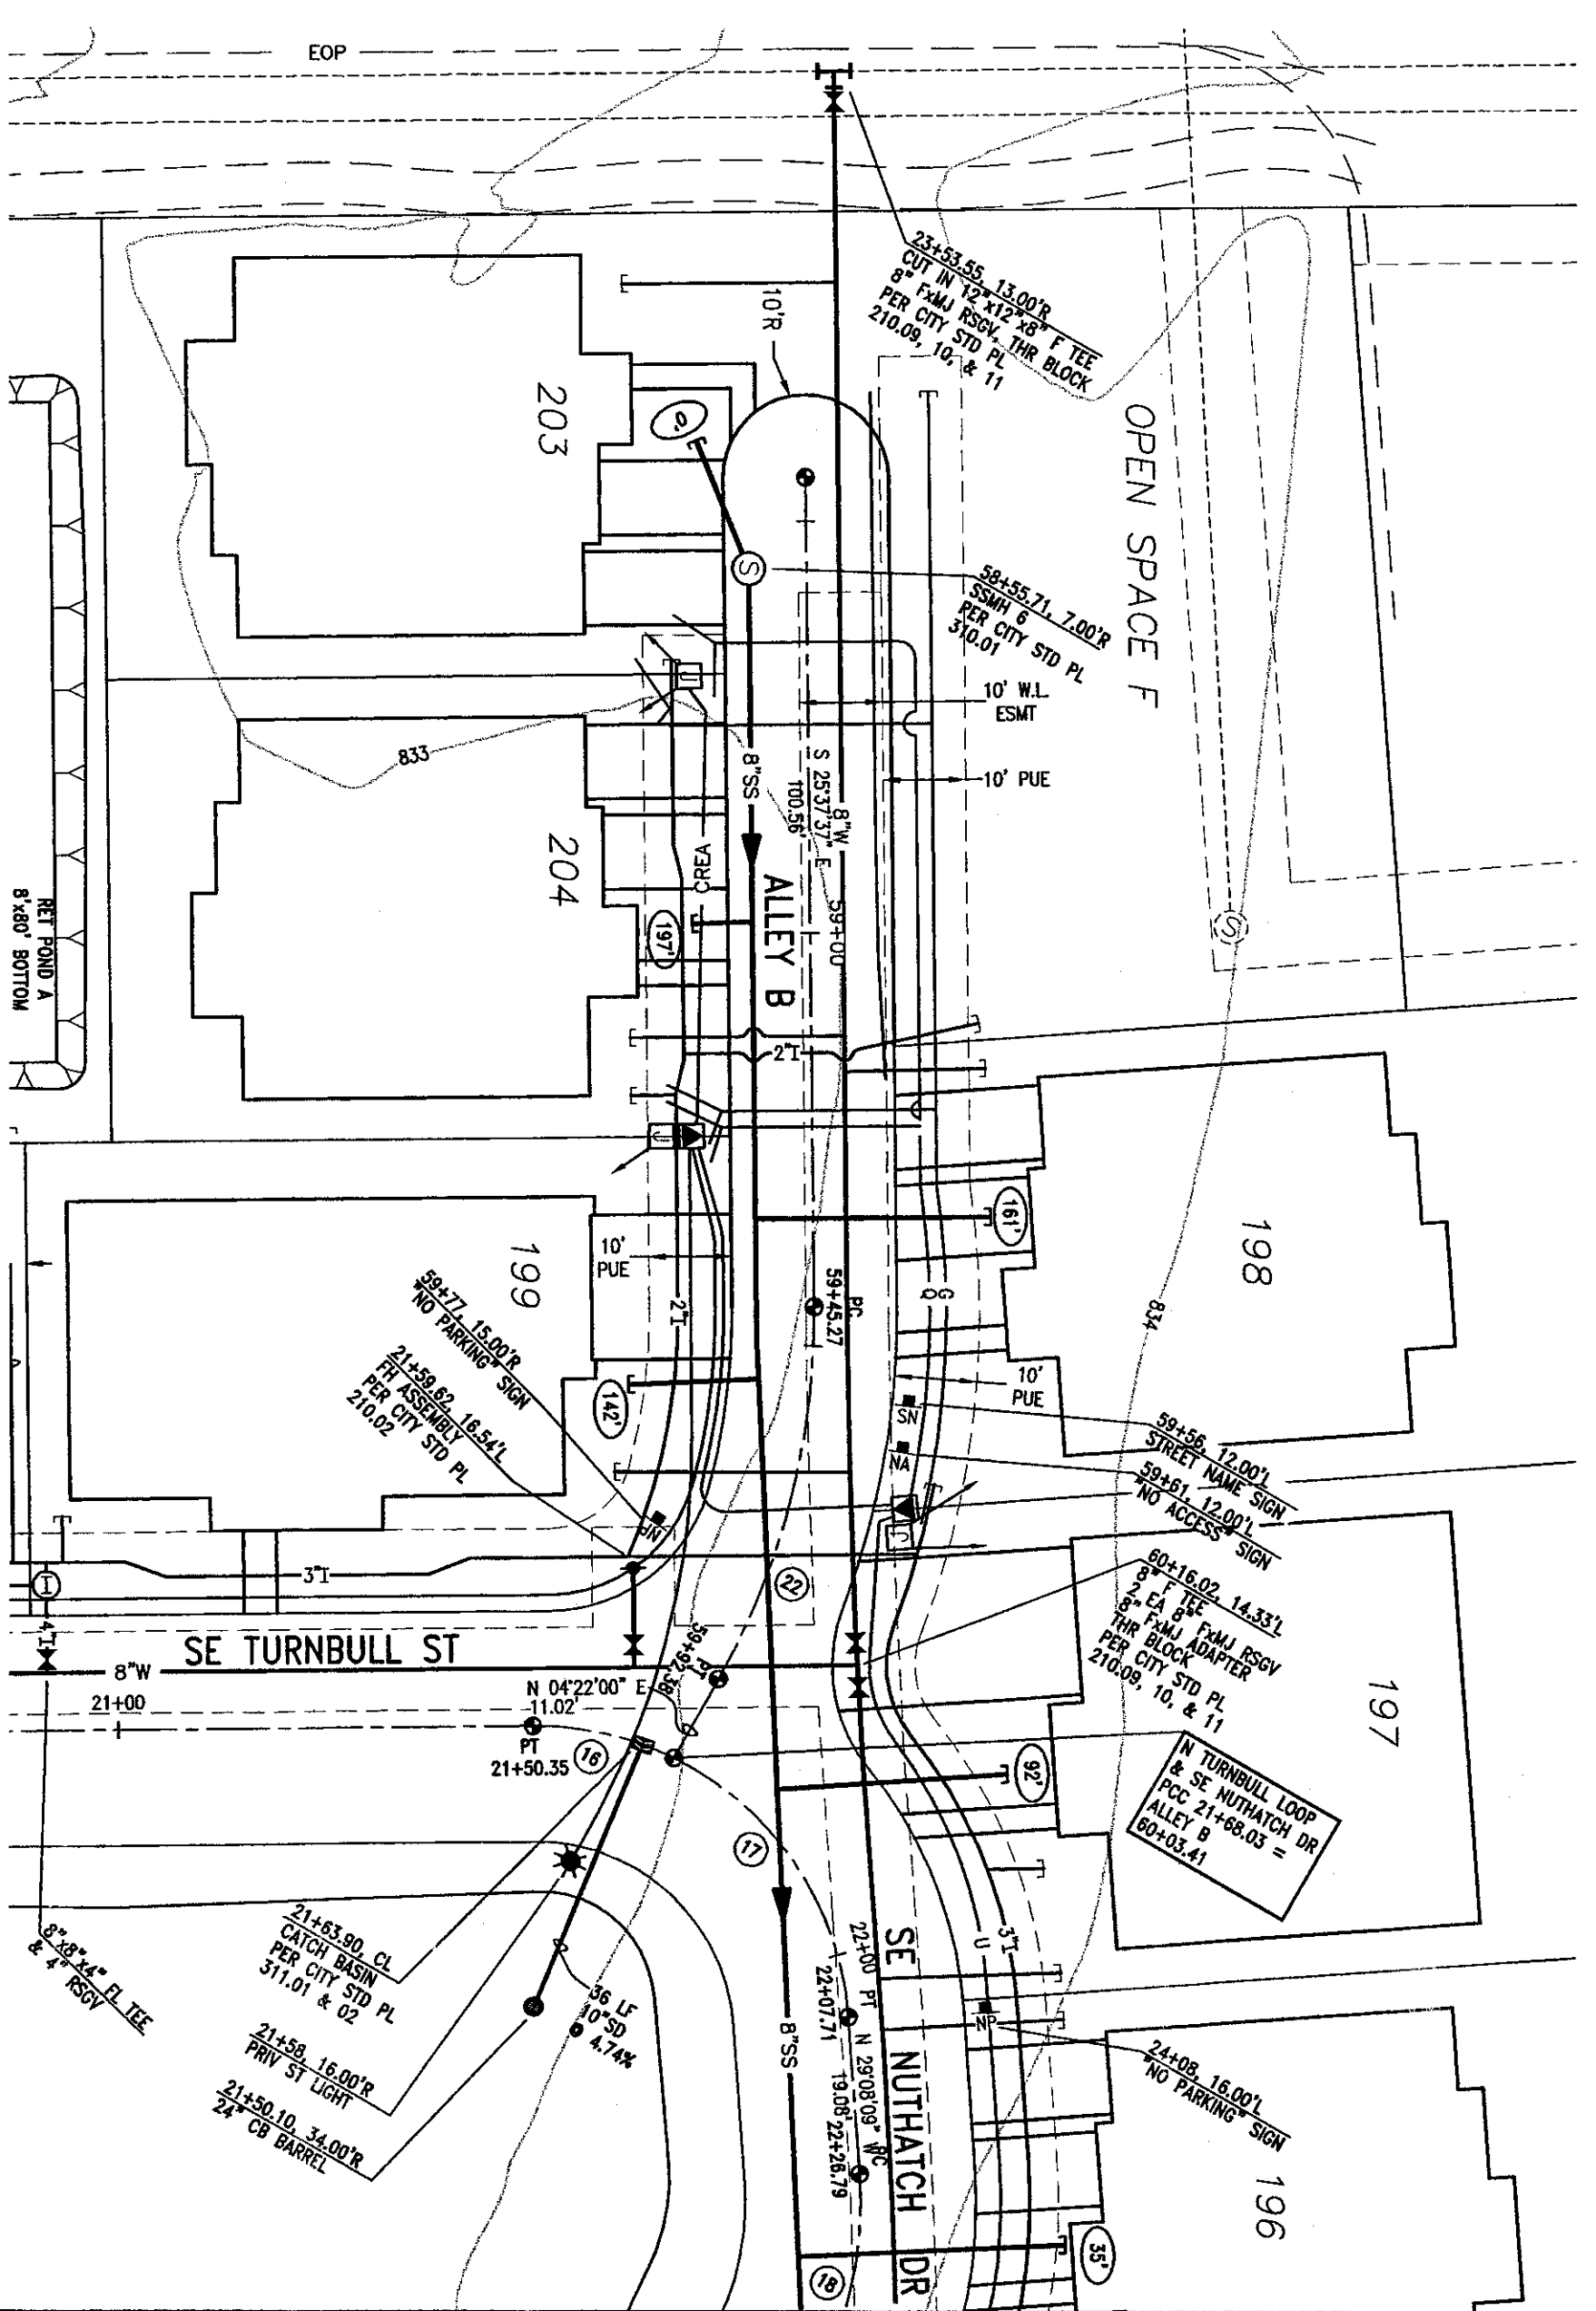 EOP
23+53.55, 13.00'R
CUT IN 12"x12"x8" F TEE
8" FxMJ RSGV, THR BLOCK
PER CITY STD PL
210.09, 10, & 11
10'R
203
0'
S
OPEN SPACE F
58+55.71, 7.00'R
SSMH 6
PER CITY STD PL
310.01
10' W.L.
ESMT
10' PUE
U
833
8"SS
S 25°37'37" E
100.56'
8"W
59+00
S
CREA
204
197'
ALLEY B
RET POND A
8'x80' BOTTOM
2"I
U
198
161'
199
10'
PUE
2"I
PC
59+45.27
GQ
834
59+77, 15.00'R
"NO PARKING" SIGN
21+59.62, 16.54'L
FH ASSEMBLY
PER CITY STD PL
210.02
142'
10'
PUE
SN
NA
59+56, 12.00'L
STREET NAME SIGN
59+61, 12.00'L
"NO ACCESS" SIGN
NP
3"I
I
4"I
22
60+16.02, 14.33'L
8" F TEE
2 EA 8" FxMJ RSGV
8" FxMJ ADAPTER
THR BLOCK
PER CITY STD PL
210.09, 10, & 11
SE TURNBULL ST
8"W
21+00
N 04°22'00" E
11.02'
PT
59+92.38
PT
21+50.35
16
197
N TURNBULL LOOP
& SE NUTHATCH DR
PCC 21+68.03 =
ALLEY B
60+03.41
92'
17
8"x8"x4" FL TEE
& 4" RSGV
21+63.90, CL
CATCH BASIN
PER CITY STD PL
311.01 & 02
21+58, 16.00'R
PRIV ST LIGHT
21+50.10, 34.00'R
24" CB BARREL
36 LF
10"SD
@ 4.74%
8"SS
22+00
PT
22+07.71
N 29°08'09" W
19.08'
PC
22+26.79
SE NUTHATCH DR
U
3"I
NP
24+08, 16.00'L
"NO PARKING" SIGN
196
35'
18